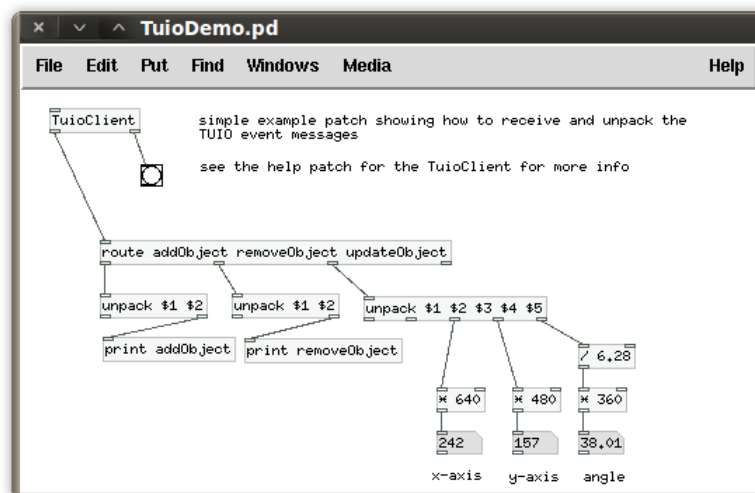 TuioDemo.pd
File Edit Put Find Windows Media Help
TuioClient
simple example patch showing how to receive and unpack the
TUIO event messages
see the help patch for the TuioClient for more info
route addObject removeObject updateObject
unpack $1 $2
unpack $1 $2
unpack $1 $2 $3 $4 $5
print addObject
print removeObject
/ 6.28
* 640
* 480
* 360
242
157
38.01
x-axis
y-axis
angle